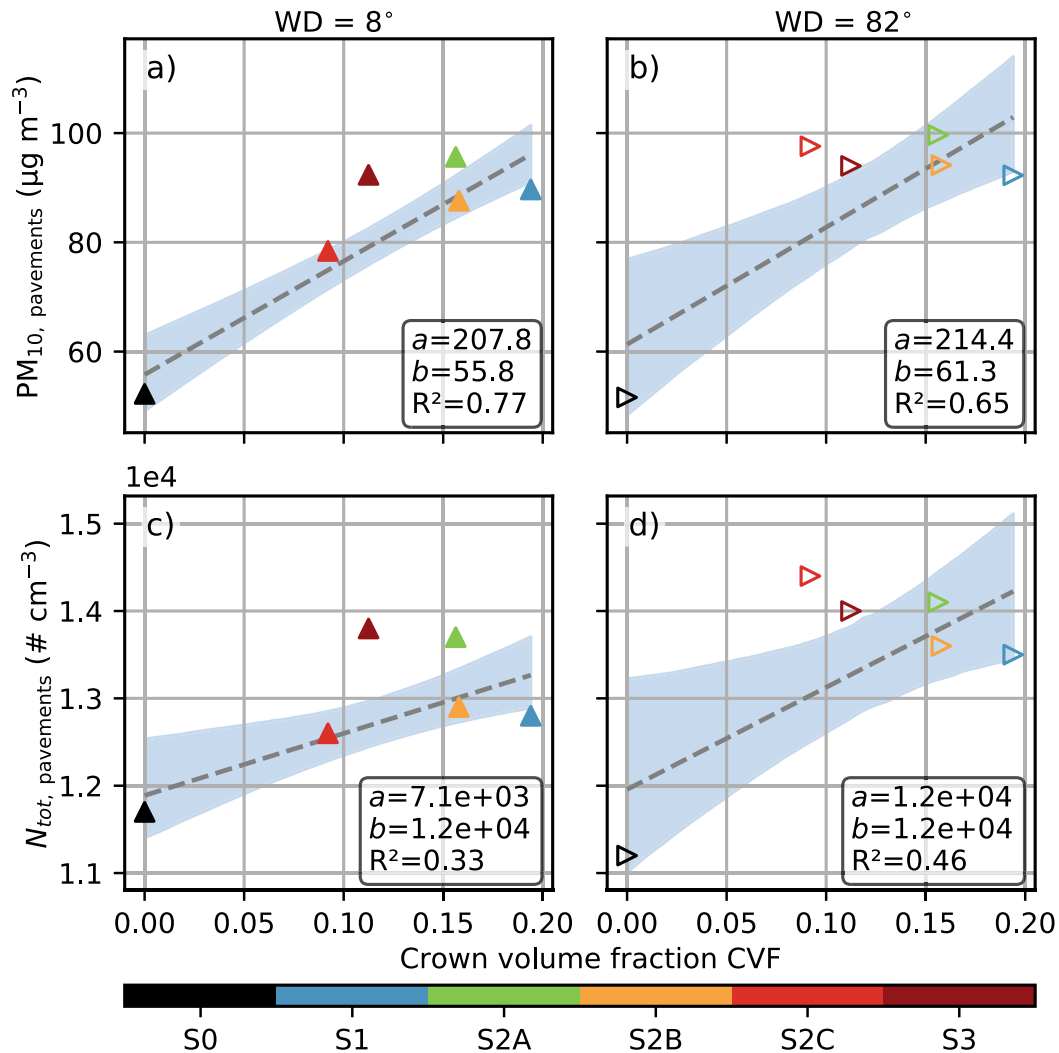 WD = 8°
WD = 82°
a)
b)
PM10, pavements (µg m−3)
100
80
60
a=207.8
b=55.8
R²=0.77
a=214.4
b=61.3
R²=0.65
1e4
c)
d)
Ntot, pavements (# cm−3)
1.5
1.4
1.3
1.2
1.1
a=7.1e+03
b=1.2e+04
R²=0.33
a=1.2e+04
b=1.2e+04
R²=0.46
0.00 0.05 0.10 0.15 0.20
0.00 0.05 0.10 0.15 0.20
Crown volume fraction CVF
S0 S1 S2A S2B S2C S3